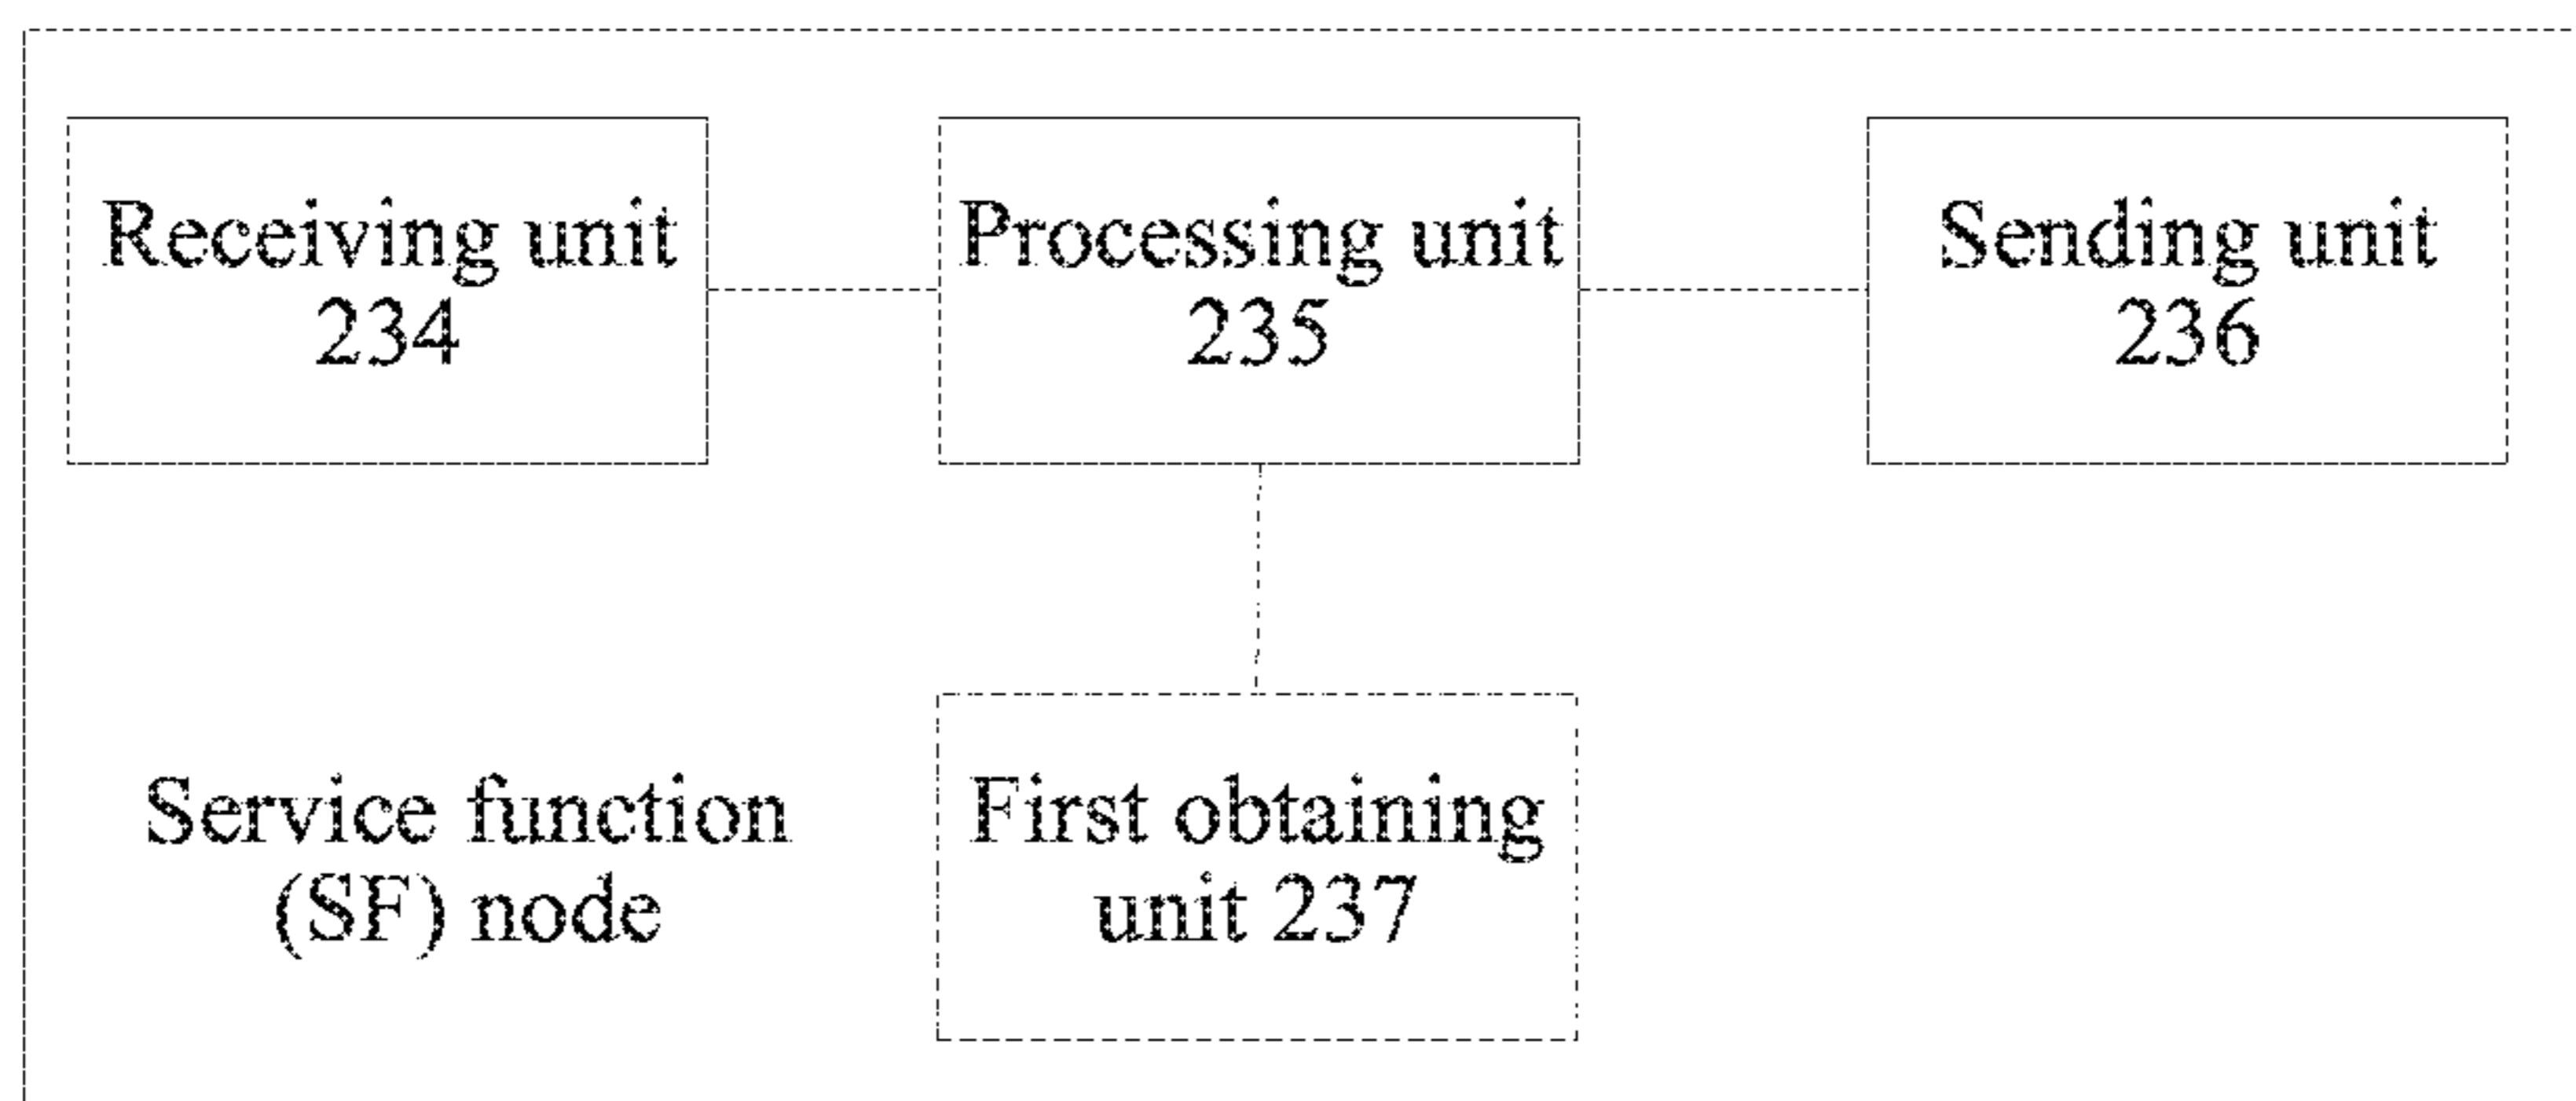 Receiving unit
234
Processing unit
235
Sending unit
236
Service function
(SF) node
First obtaining
unit 237